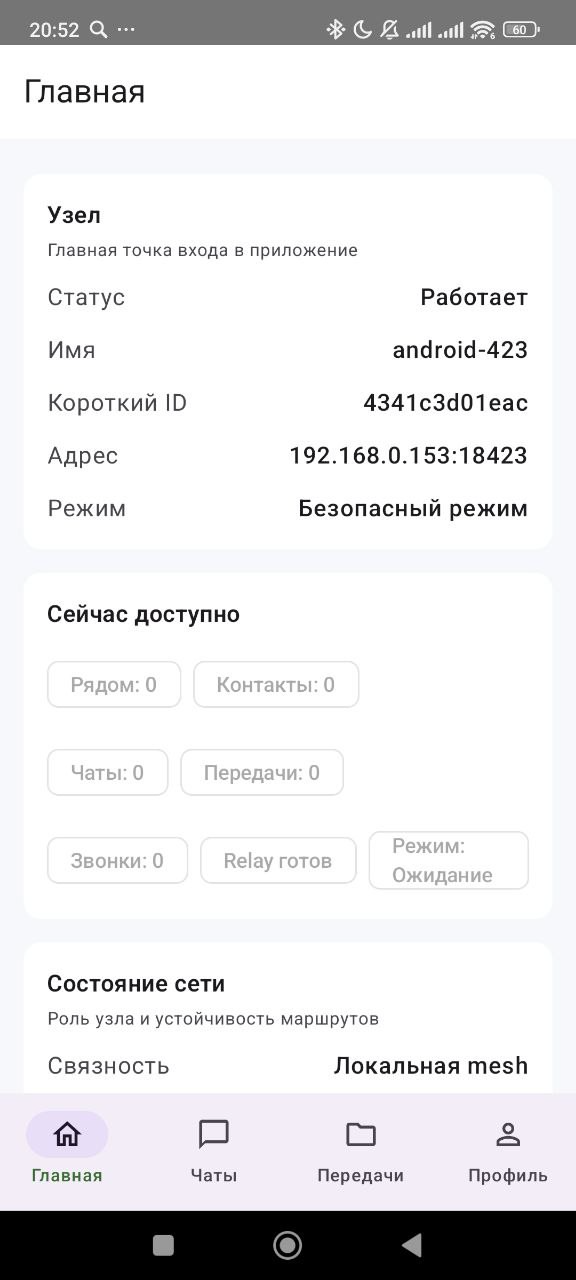 20:52
60
Главная
Узел
Главная точка входа в приложение
Статус Работает
Имя android-423
Короткий ID 4341c3d01eac
Адрес 192.168.0.153:18423
Режим Безопасный режим
Сейчас доступно
Рядом: 0 Контакты: 0
Чаты: 0 Передачи: 0
Звонки: 0 Relay готов Режим:
Ожидание
Состояние сети
Роль узла и устойчивость маршрутов
Связность Локальная mesh
Главная Чаты Передачи Профиль